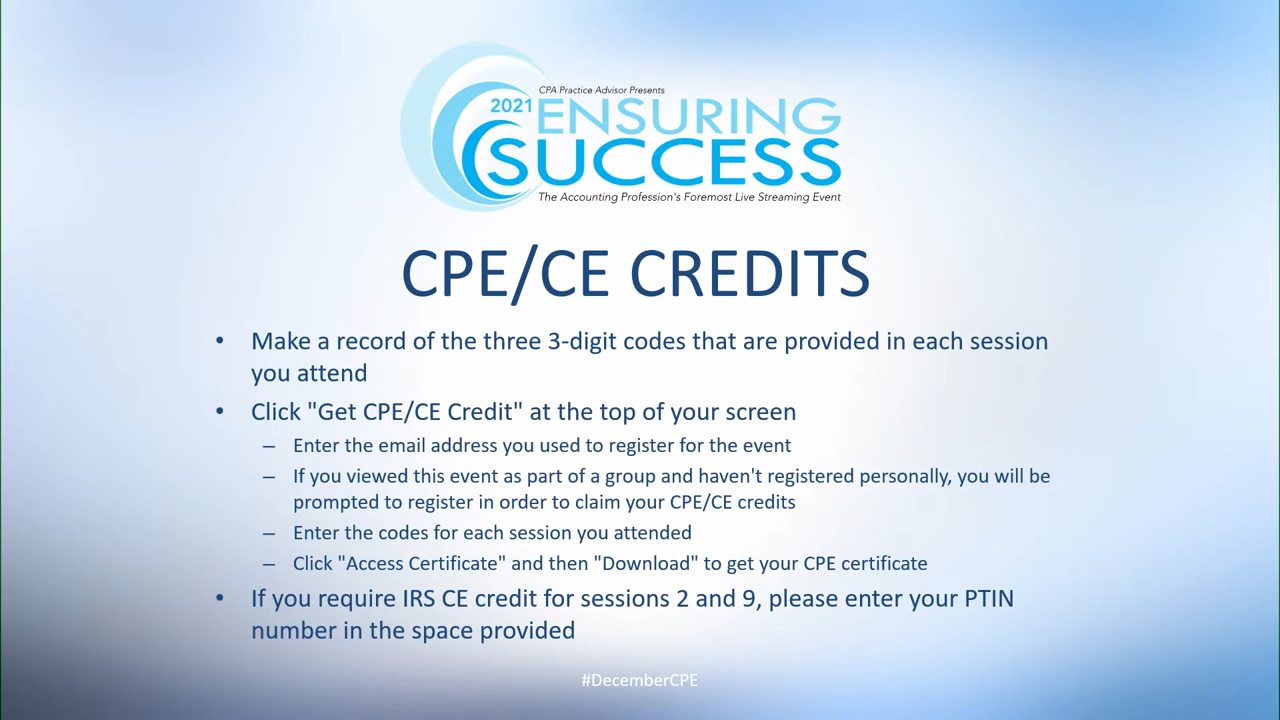 CPA Practice Advisor Presents
2021 ENSURING
SUCCESS
The Accounting Profession's Foremost Live Streaming Event
CPE/CE CREDITS
• Make a record of the three 3-digit codes that are provided in each session
you attend
• Click "Get CPE/CE Credit" at the top of your screen
– Enter the email address you used to register for the event
– If you viewed this event as part of a group and haven't registered personally, you will be
prompted to register in order to claim your CPE/CE credits
– Enter the codes for each session you attended
– Click "Access Certificate" and then "Download" to get your CPE certificate
• If you require IRS CE credit for sessions 2 and 9, please enter your PTIN
number in the space provided
#DecemberCPE